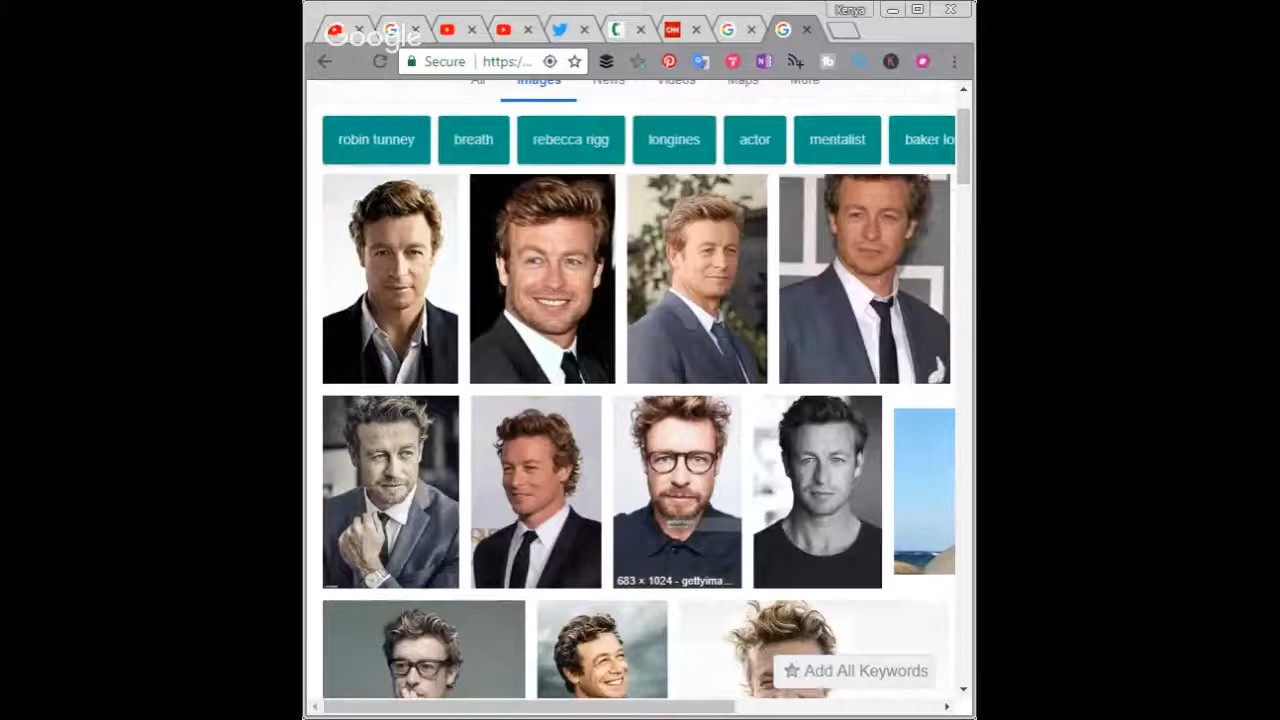 Kenya
Google
Secure https:/...
All Images News Videos Maps More
robin tunney breath rebecca rigg longines actor mentalist baker lo
683 × 1024 - gettyima...
Add All Keywords